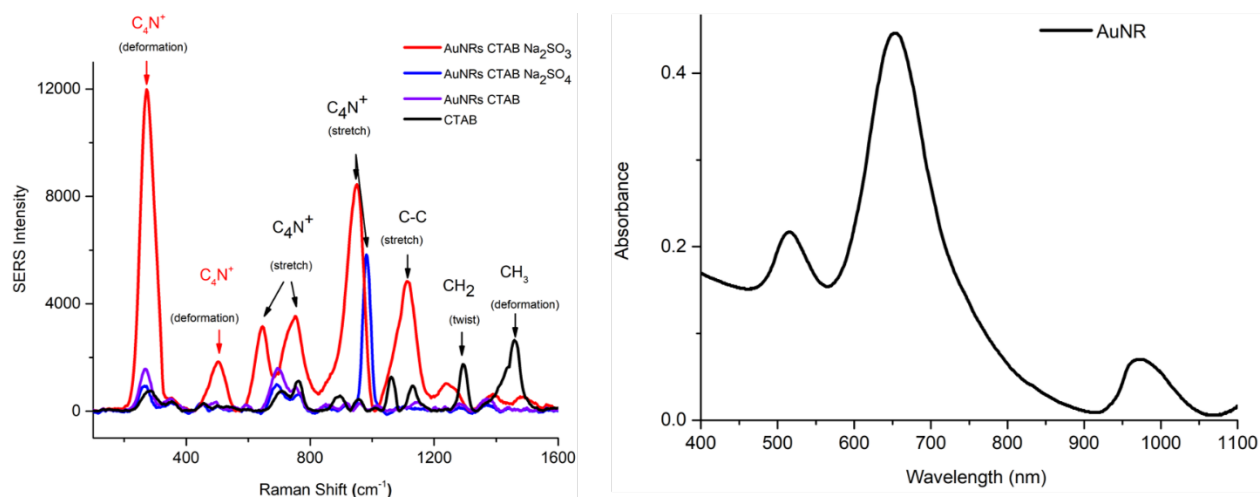 C₄N⁺
(deformation)
AuNRs CTAB Na₂SO₃
AuNRs CTAB Na₂SO₄
AuNRs CTAB
CTAB
C₄N⁺
(stretch)
C-C
(stretch)
C₄N⁺
(stretch)
C₄N⁺
(deformation)
CH₂
(twist)
CH₃
(deformation)
12000
8000
4000
0
SERS Intensity
400
800
1200
1600
Raman Shift (cm⁻¹)
AuNR
0.4
0.2
0.0
Absorbance
400
500
600
700
800
900
1000
1100
Wavelength (nm)